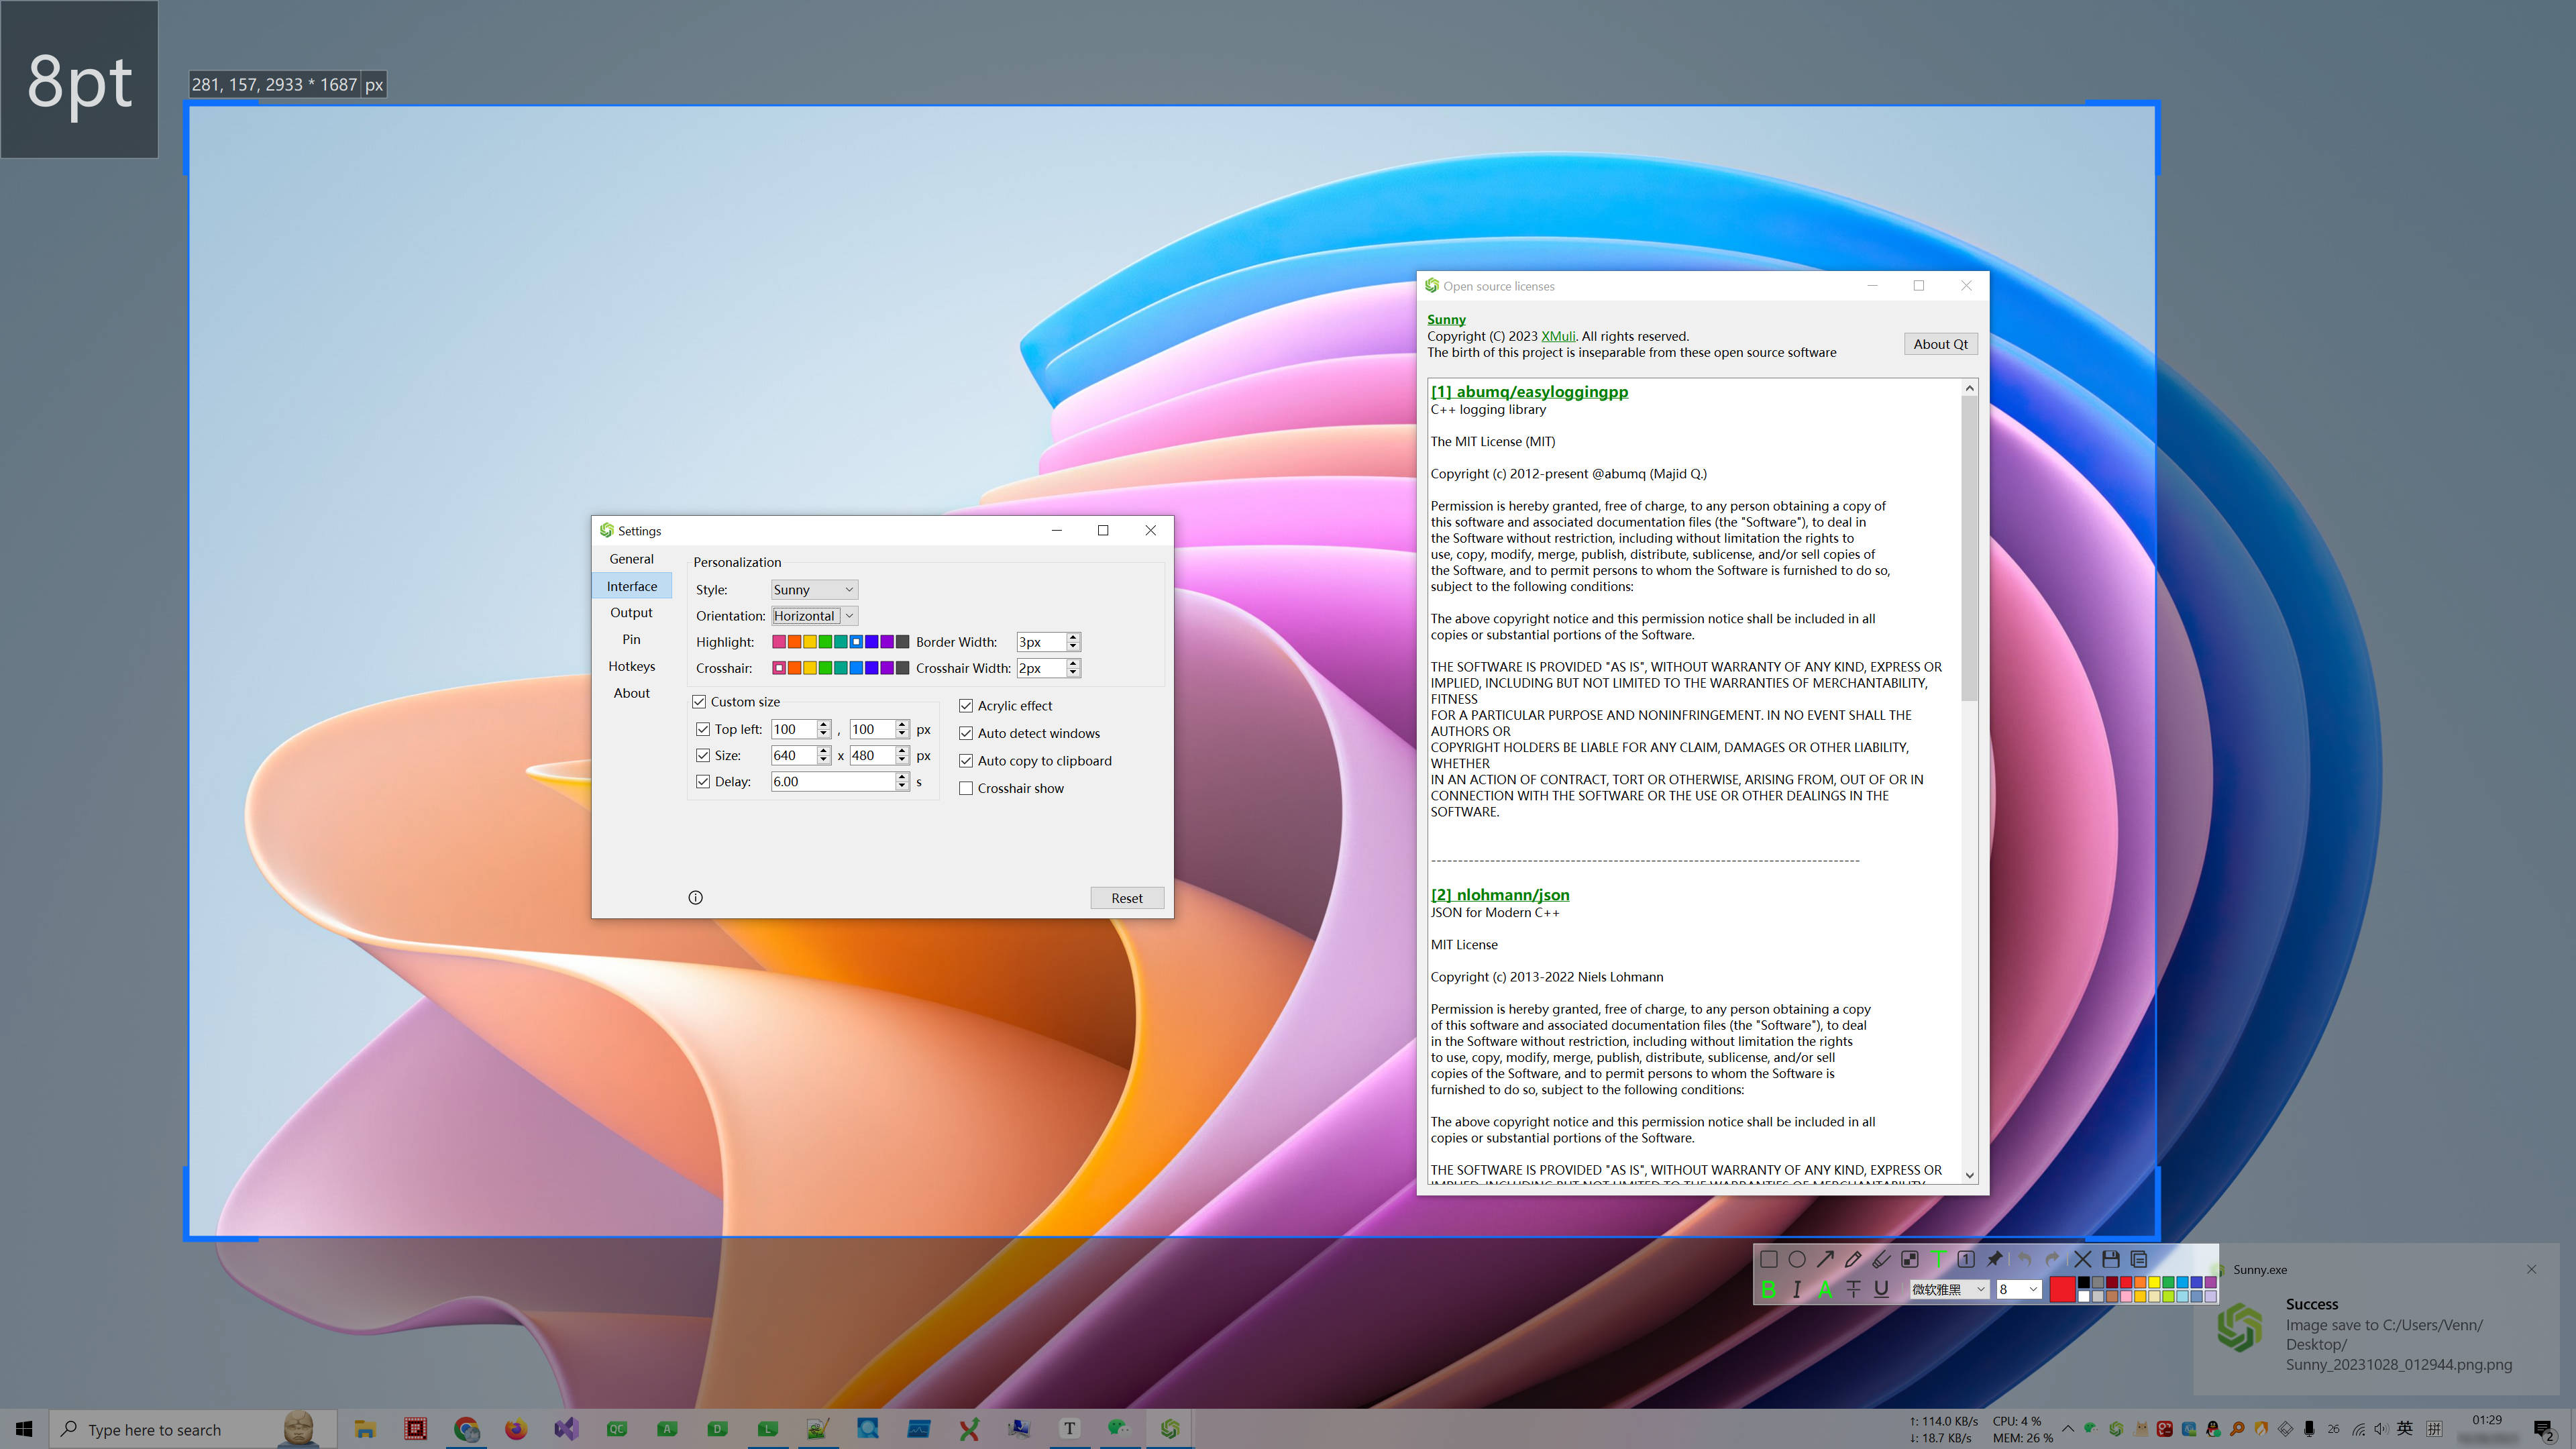 8pt
281, 157, 2933 * 1687 px
Open source licenses
Sunny
Copyright (C) 2023 XMuli. All rights reserved.
The birth of this project is inseparable from these open source software
About Qt
[1] abumq/easyloggingpp
C++ logging library
The MIT License (MIT)
Copyright (c) 2012-present @abumq (Majid Q.)
Permission is hereby granted, free of charge, to any person obtaining a copy of
this software and associated documentation files (the "Software"), to deal in
the Software without restriction, including without limitation the rights to
use, copy, modify, merge, publish, distribute, sublicense, and/or sell copies of
the Software, and to permit persons to whom the Software is furnished to do so,
subject to the following conditions:
The above copyright notice and this permission notice shall be included in all
copies or substantial portions of the Software.
THE SOFTWARE IS PROVIDED "AS IS", WITHOUT WARRANTY OF ANY KIND, EXPRESS OR
IMPLIED, INCLUDING BUT NOT LIMITED TO THE WARRANTIES OF MERCHANTABILITY,
FITNESS
FOR A PARTICULAR PURPOSE AND NONINFRINGEMENT. IN NO EVENT SHALL THE
AUTHORS OR
COPYRIGHT HOLDERS BE LIABLE FOR ANY CLAIM, DAMAGES OR OTHER LIABILITY,
WHETHER
IN AN ACTION OF CONTRACT, TORT OR OTHERWISE, ARISING FROM, OUT OF OR IN
CONNECTION WITH THE SOFTWARE OR THE USE OR OTHER DEALINGS IN THE
SOFTWARE.
--------------------------------------------------------------------------------
[2] nlohmann/json
JSON for Modern C++
MIT License
Copyright (c) 2013-2022 Niels Lohmann
Permission is hereby granted, free of charge, to any person obtaining a copy
of this software and associated documentation files (the "Software"), to deal
in the Software without restriction, including without limitation the rights
to use, copy, modify, merge, publish, distribute, sublicense, and/or sell
copies of the Software, and to permit persons to whom the Software is
furnished to do so, subject to the following conditions:
The above copyright notice and this permission notice shall be included in all
copies or substantial portions of the Software.
THE SOFTWARE IS PROVIDED "AS IS", WITHOUT WARRANTY OF ANY KIND, EXPRESS OR
IMPLIED, INCLUDING BUT NOT LIMITED TO THE WARRANTIES OF MERCHANTABILITY,
Settings
General
Interface
Output
Pin
Hotkeys
About
Personalization
Style: Sunny
Orientation: Horizontal
Highlight: Border Width: 3px
Crosshair: Crosshair Width: 2px
Custom size
Top left: 100 , 100 px
Size: 640 x 480 px
Delay: 6.00 s
Acrylic effect
Auto detect windows
Auto copy to clipboard
Crosshair show
Reset
T 1
B I A T U 微软雅黑 8
Sunny.exe
Success
Image save to C:/Users/Venn/
Desktop/
Sunny_20231028_012944.png.png
Type here to search
QC A D L T
↑: 114.0 KB/s CPU: 4 %
↓: 18.7 KB/s MEM: 26 %
26 英 拼
01:29
2